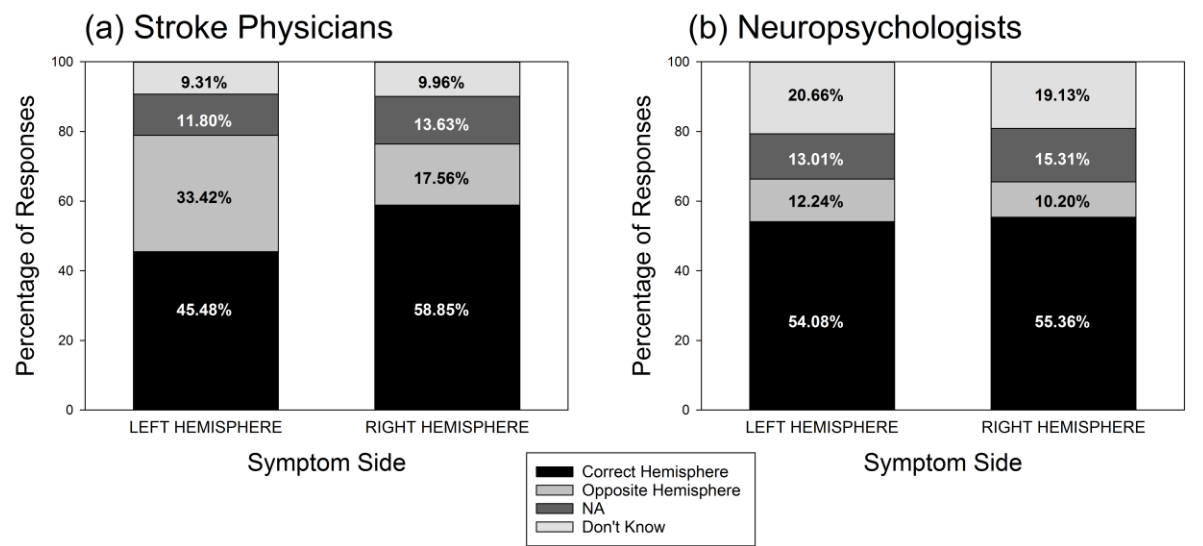 (a) Stroke Physicians
Percentage of Responses
100
80
60
40
20
0
9.31%
11.80%
33.42%
45.48%
9.96%
13.63%
17.56%
58.85%
LEFT HEMISPHERE
RIGHT HEMISPHERE
Symptom Side
(b) Neuropsychologists
Percentage of Responses
100
80
60
40
20
0
20.66%
13.01%
12.24%
54.08%
19.13%
15.31%
10.20%
55.36%
LEFT HEMISPHERE
RIGHT HEMISPHERE
Symptom Side
Correct Hemisphere
Opposite Hemisphere
NA
Don't Know